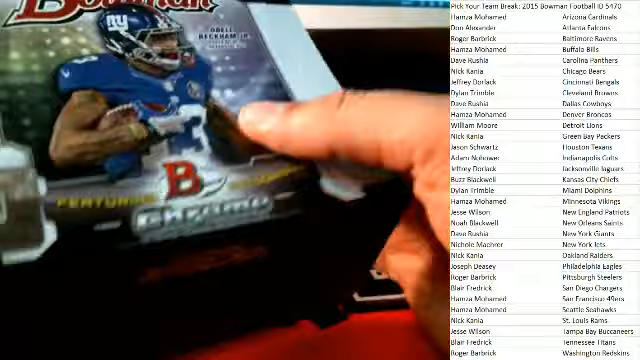 Bowman
ODELL
BECKHAM JR.
B
FEATURING
CHROME
Pick Your Team Break: 2015 Bowman Football ID 5470
Hamza Mohamed Arizona Cardinals
Don Alexander Atlanta Falcons
Roger Barbrick Baltimore Ravens
Hamza Mohamed Buffalo Bills
Dave Rushia Carolina Panthers
Nick Kania Chicago Bears
Jeffrey Dorlack Cincinnati Bengals
Dylan Trimble Cleveland Browns
Dave Rushia Dallas Cowboys
Hamza Mohamed Denver Broncos
William Moore Detroit Lions
Nick Kania Green Bay Packers
Jason Schwartz Houston Texans
Adam Nohowec Indianapolis Colts
Jeffrey Dorlack Jacksonville Jaguars
Buzz Blackwell Kansas City Chiefs
Dylan Trimble Miami Dolphins
Hamza Mohamed Minnesota Vikings
Jesse Wilson New England Patriots
Noah Blackwell New Orleans Saints
Dave Rushia New York Giants
Nichole Maehrer New York Jets
Nick Kania Oakland Raiders
Joseph Deasey Philadelphia Eagles
Roger Barbrick Pittsburgh Steelers
Blair Fredrick San Diego Chargers
Hamza Mohamed San Francisco 49ers
Hamza Mohamed Seattle Seahawks
Nick Kania St. Louis Rams
Jesse Wilson Tampa Bay Buccaneers
Blair Fredrick Tennessee Titans
Roger Barbrick Washington Redskins